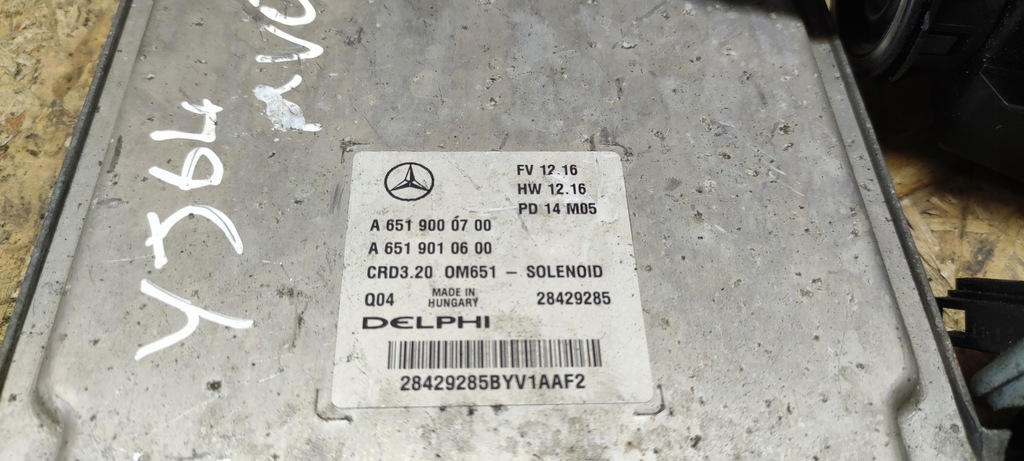 Y364
FV 12.16
HW 12.16
PD 14 M05
A 651 900 07 00
A 651 901 06 00
CRD3.20 OM651 – SOLENOID
Q04 MADE IN HUNGARY 28429285
DELPHI
28429285BYV1AAF2